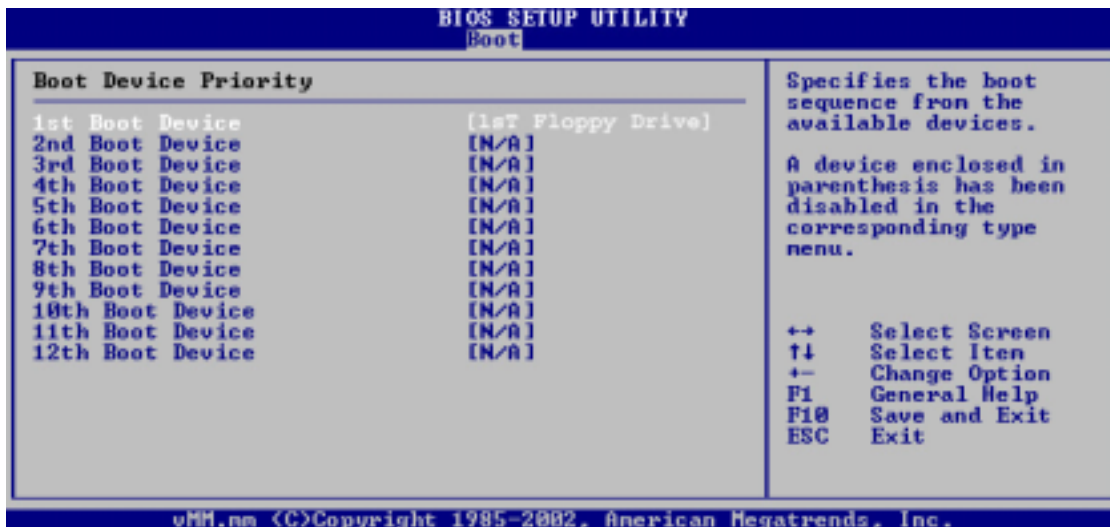 BIOS SETUP UTILITY
Boot
Boot Device Priority
1st Boot Device [1sT Floppy Drive]
2nd Boot Device [N/A]
3rd Boot Device [N/A]
4th Boot Device [N/A]
5th Boot Device [N/A]
6th Boot Device [N/A]
7th Boot Device [N/A]
8th Boot Device [N/A]
9th Boot Device [N/A]
10th Boot Device [N/A]
11th Boot Device [N/A]
12th Boot Device [N/A]
Specifies the boot
sequence from the
available devices.
A device enclosed in
parenthesis has been
disabled in the
corresponding type
menu.
←→ Select Screen
↑↓ Select Item
+- Change Option
F1 General Help
F10 Save and Exit
ESC Exit
vMM.mm (C)Copyright 1985-2002, American Megatrends, Inc.